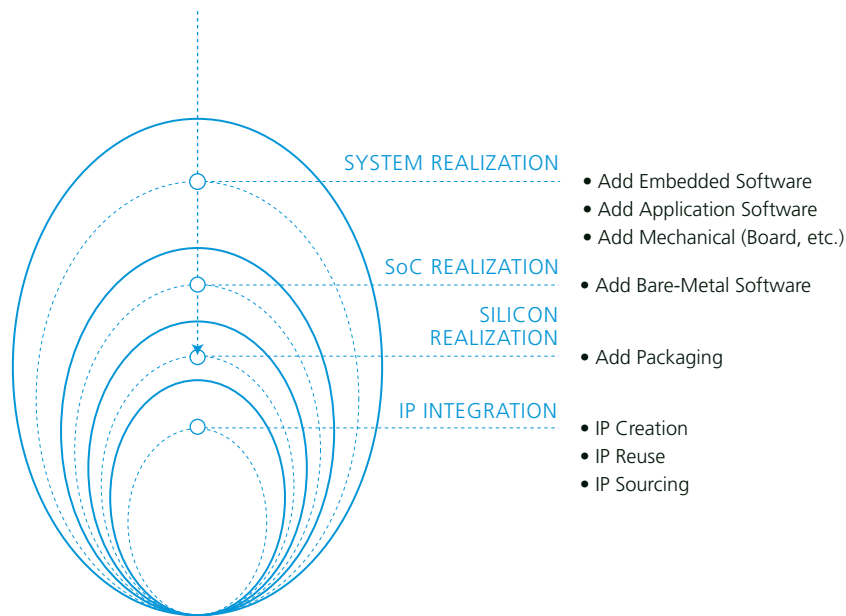 SYSTEM REALIZATION
• Add Embedded Software
• Add Application Software
• Add Mechanical (Board, etc.)
SoC REALIZATION
• Add Bare-Metal Software
SILICON
REALIZATION
• Add Packaging
IP INTEGRATION
• IP Creation
• IP Reuse
• IP Sourcing